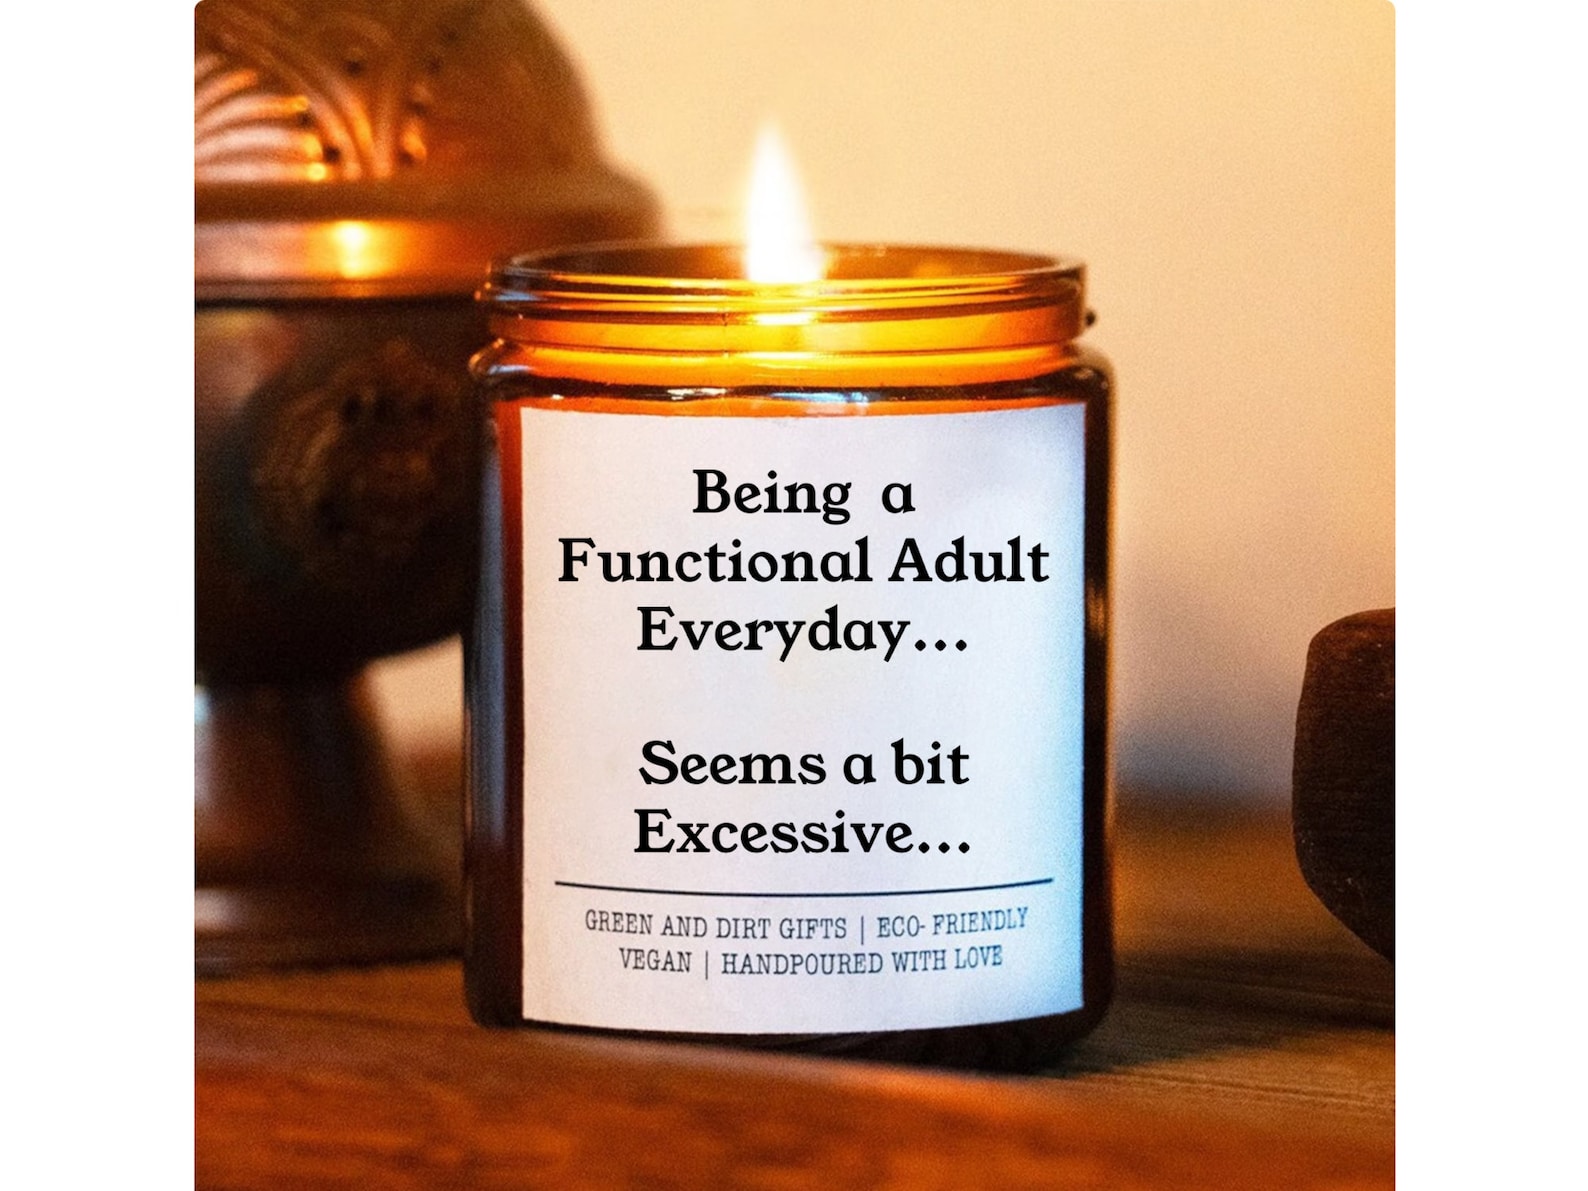 Being a
Functional Adult
Everyday...
Seems a bit
Excessive...
GREEN AND DIRT GIFTS | ECO- FRIENDLY
VEGAN | HANDPOURED WITH LOVE